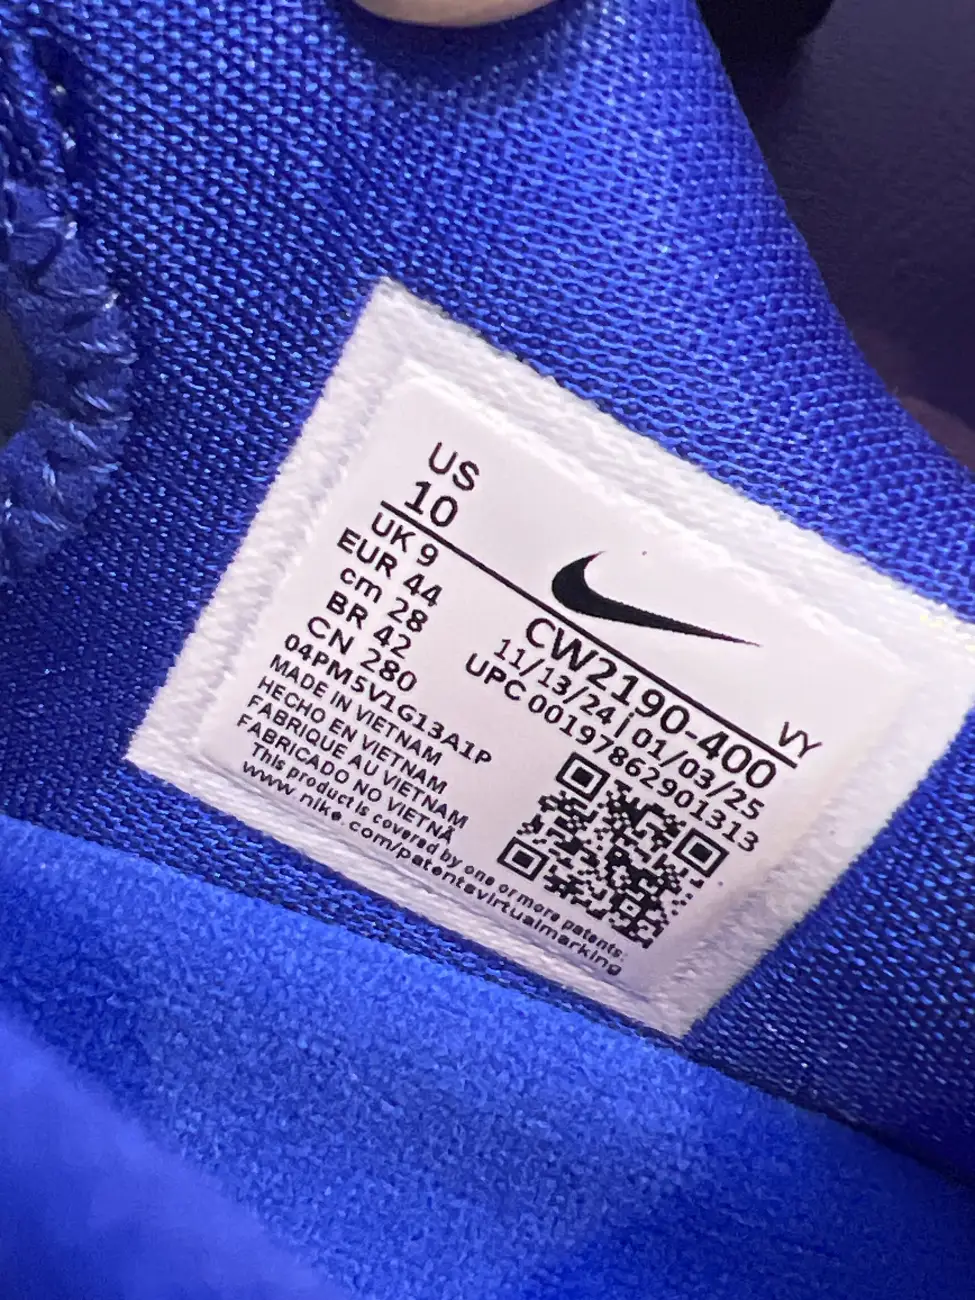 US
10
UK 9
EUR 44
cm 28
BR 42
CN 280
04PM5V1G13A1P
MADE IN VIETNAM
HECHO EN VIETNAM
FABRIQUE AU VIETNAM
FABRICADO NO VIETNÃ
This product is covered by one or more patents:
www.nike.com/patentsvirtualmarking
VY
CW2190-400
11/13/24 | 01/03/25
UPC 00197862901313